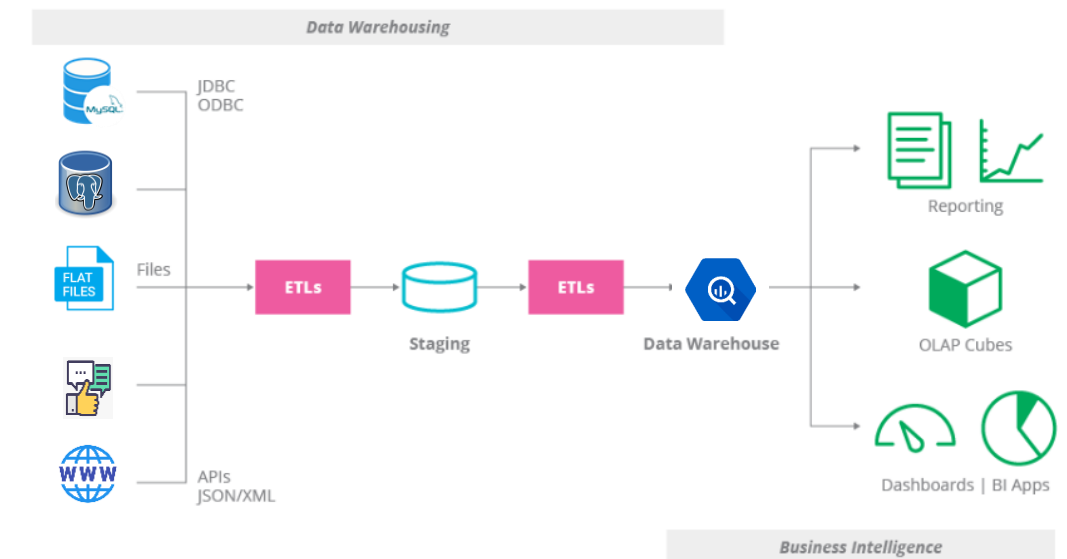 Data Warehousing
JDBC
ODBC
MySQL
Files
FLAT
FILES
ETLs
ETLs
Staging
Data Warehouse
Reporting
OLAP Cubes
WWW
APIs
JSON/XML
Dashboards | BI Apps
Business Intelligence